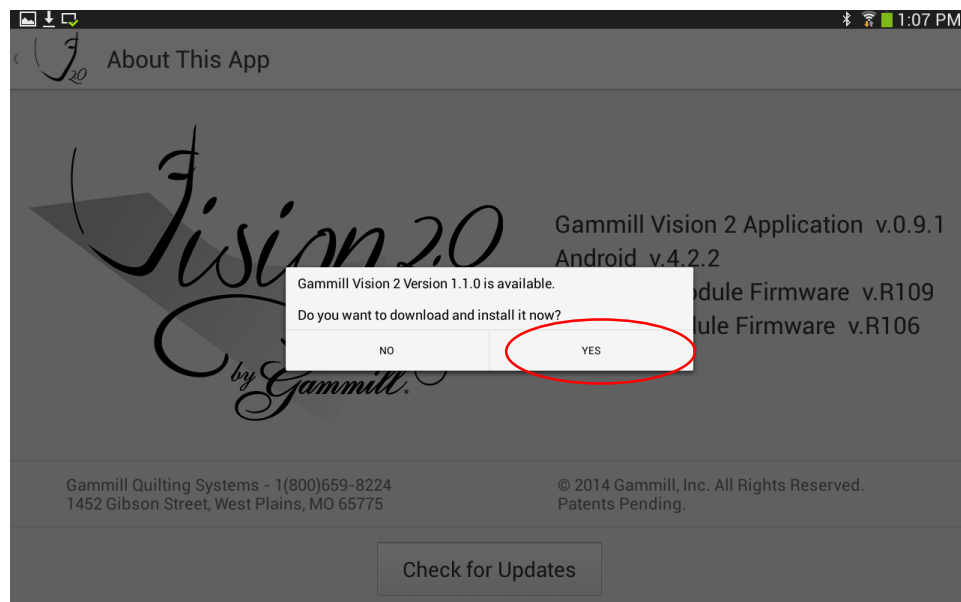 1:07 PM
20
About This App
Vision 2.0
by Gammill.
Gammill Vision 2 Application v.0.9.1
Android v.4.2.2
dule Firmware v.R109
ule Firmware v.R106
Gammill Vision 2 Version 1.1.0 is available.
Do you want to download and install it now?
NO
YES
Gammill Quilting Systems - 1(800)659-8224
1452 Gibson Street, West Plains, MO 65775
© 2014 Gammill, Inc. All Rights Reserved.
Patents Pending.
Check for Updates